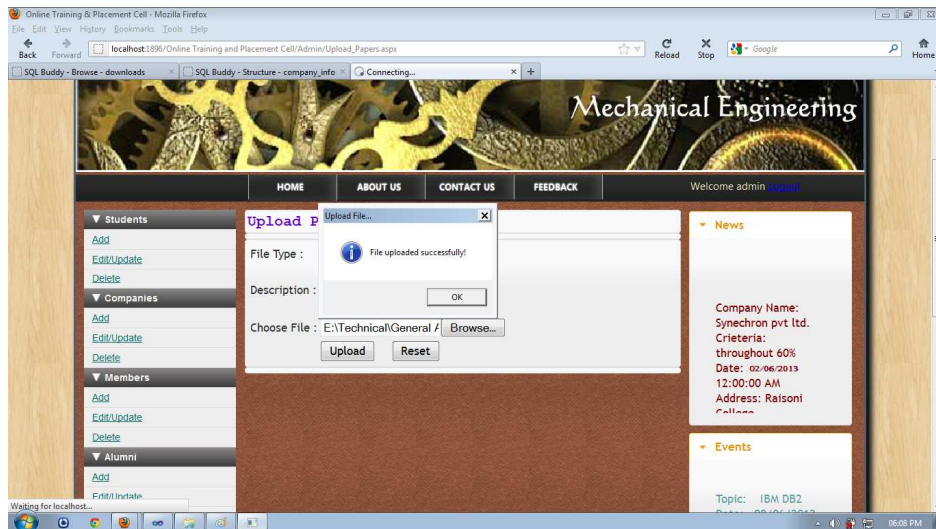 Online Training & Placement Cell - Mozilla Firefox
File Edit View History Bookmarks Tools Help
Back Forward localhost:1896/Online Training and Placement Cell/Admin/Upload_Papers.aspx Reload Stop Google Home
SQL Buddy - Browse - downloads SQL Buddy - Structure - company_info Connecting...
Mechanical Engineering
HOME ABOUT US CONTACT US FEEDBACK Welcome admin logout
Students
Add
Edit/Update
Delete
Companies
Add
Edit/Update
Delete
Members
Add
Edit/Update
Delete
Alumni
Add
Edit/Update
Upload P
File Type :
Description :
Choose File : E:\Technical\General A Browse...
Upload Reset
Upload File...
File uploaded successfully!
OK
News
Company Name:
Synechron pvt ltd.
Crieteria:
throughout 60%
Date: 02/06/2013
12:00:00 AM
Address: Raisoni
College
Events
Topic: IBM DB2
Waiting for localhost...
06:08 PM